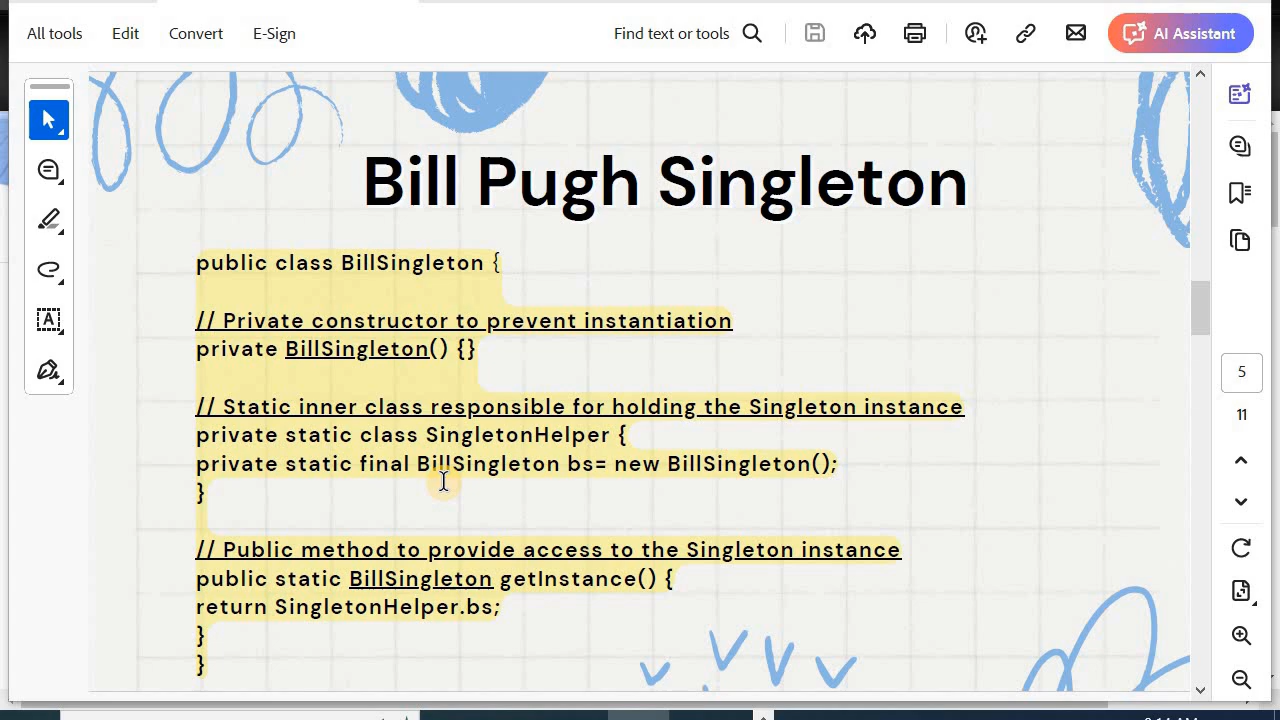 All tools Edit Convert E-Sign Find text or tools AI Assistant
Bill Pugh Singleton
public class BillSingleton {
// Private constructor to prevent instantiation
private BillSingleton() {}
// Static inner class responsible for holding the Singleton instance
private static class SingletonHelper {
private static final BillSingleton bs= new BillSingleton();
}
// Public method to provide access to the Singleton instance
public static BillSingleton getInstance() {
return SingletonHelper.bs;
}
}
5
11